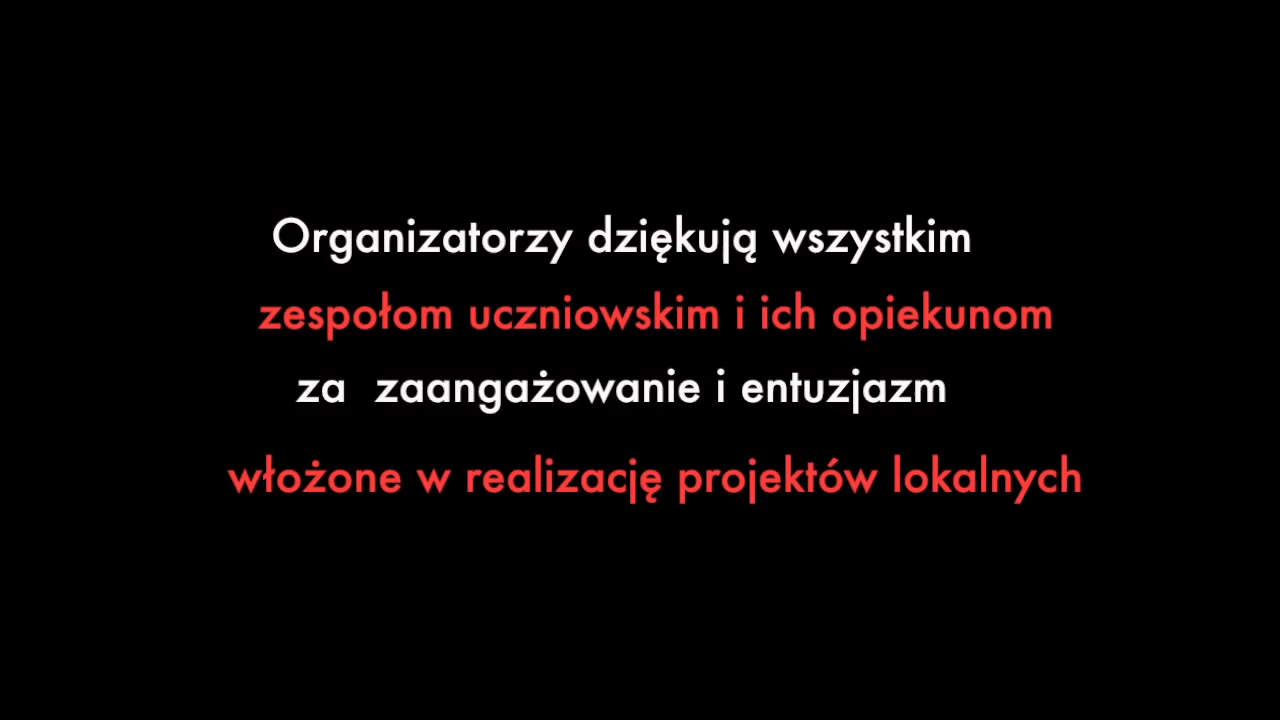 Organizatorzy dziękują wszystkim
zespołom uczniowskim i ich opiekunom
za zaangażowanie i entuzjazm
włożone w realizację projektów lokalnych